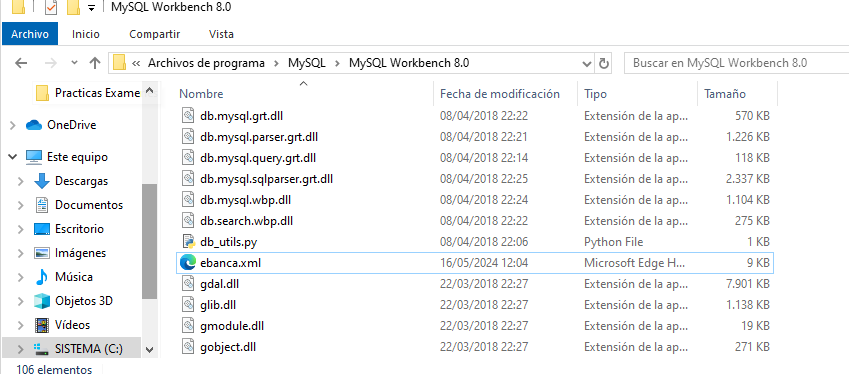 MySQL Workbench 8.0
Archivo Inicio Compartir Vista
« Archivos de programa > MySQL > MySQL Workbench 8.0 Buscar en MySQL Workbench 8.0
Practicas Exame
OneDrive
Este equipo
Descargas
Documentos
Escritorio
Imágenes
Música
Objetos 3D
Vídeos
SISTEMA (C:)
Nombre Fecha de modificación Tipo Tamaño
db.mysql.grt.dll 08/04/2018 22:22 Extensión de la ap... 570 KB
db.mysql.parser.grt.dll 08/04/2018 22:21 Extensión de la ap... 1.226 KB
db.mysql.query.grt.dll 08/04/2018 22:14 Extensión de la ap... 118 KB
db.mysql.sqlparser.grt.dll 08/04/2018 22:25 Extensión de la ap... 2.337 KB
db.mysql.wbp.dll 08/04/2018 22:24 Extensión de la ap... 1.104 KB
db.search.wbp.dll 08/04/2018 22:22 Extensión de la ap... 275 KB
db_utils.py 08/04/2018 22:06 Python File 1 KB
ebanca.xml 16/05/2024 12:04 Microsoft Edge H... 9 KB
gdal.dll 22/03/2018 22:27 Extensión de la ap... 7.901 KB
glib.dll 22/03/2018 22:27 Extensión de la ap... 1.138 KB
gmodule.dll 22/03/2018 22:27 Extensión de la ap... 19 KB
gobject.dll 22/03/2018 22:27 Extensión de la ap... 271 KB
106 elementos